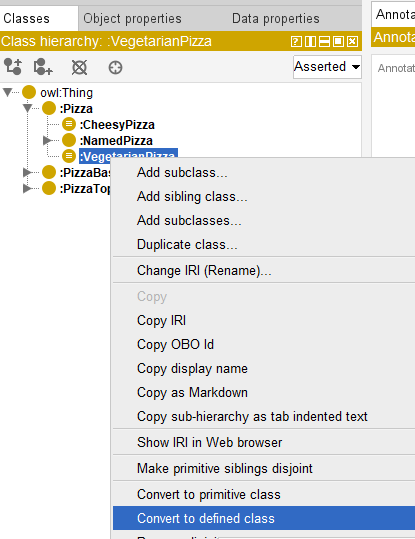 Classes
Object properties
Data properties
Annota
Class hierarchy: :VegetarianPizza
Annotat
Asserted
Annotat
owl:Thing
:Pizza
:CheesyPizza
:NamedPizza
:VegetarianPizza
:PizzaBas
:PizzaTop
Add subclass...
Add sibling class...
Add subclasses...
Duplicate class...
Change IRI (Rename)...
Copy
Copy IRI
Copy OBO Id
Copy display name
Copy as Markdown
Copy sub-hierarchy as tab indented text
Show IRI in Web browser
Make primitive siblings disjoint
Convert to primitive class
Convert to defined class